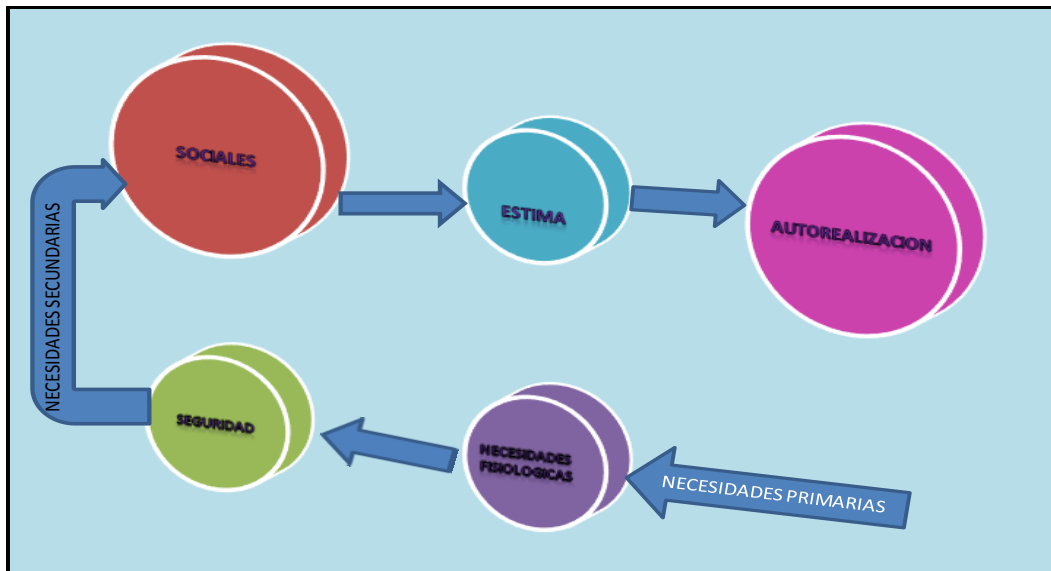 SOCIALES
ESTIMA
AUTOREALIZACION
NECESIDADES SECUNDARIAS
SEGURIDAD
NECESIDADES
FISIOLOGICAS
NECESIDADES PRIMARIAS